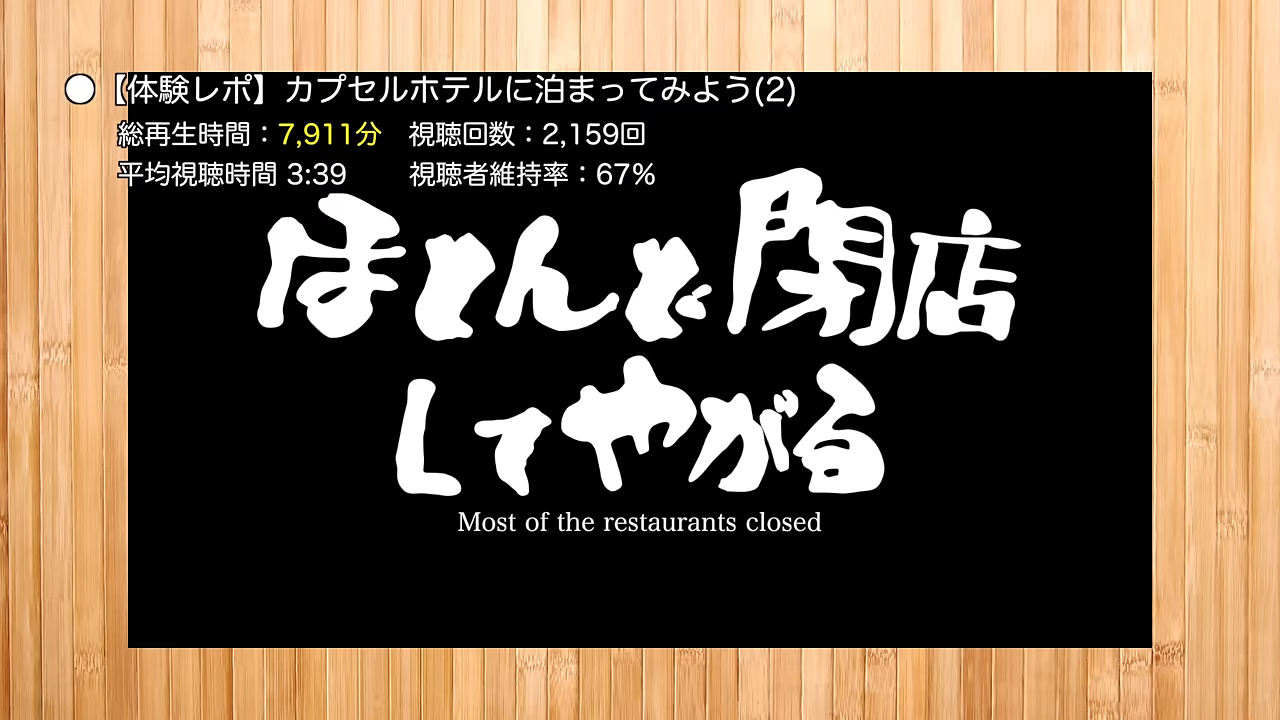 【体験レポ】カプセルホテルに泊まってみよう(2)
総再生時間：7,911分　視聴回数：2,159回
平均視聴時間 3:39　視聴者維持率：67%
ほとんど閉店
してやがる
Most of the restaurants closed